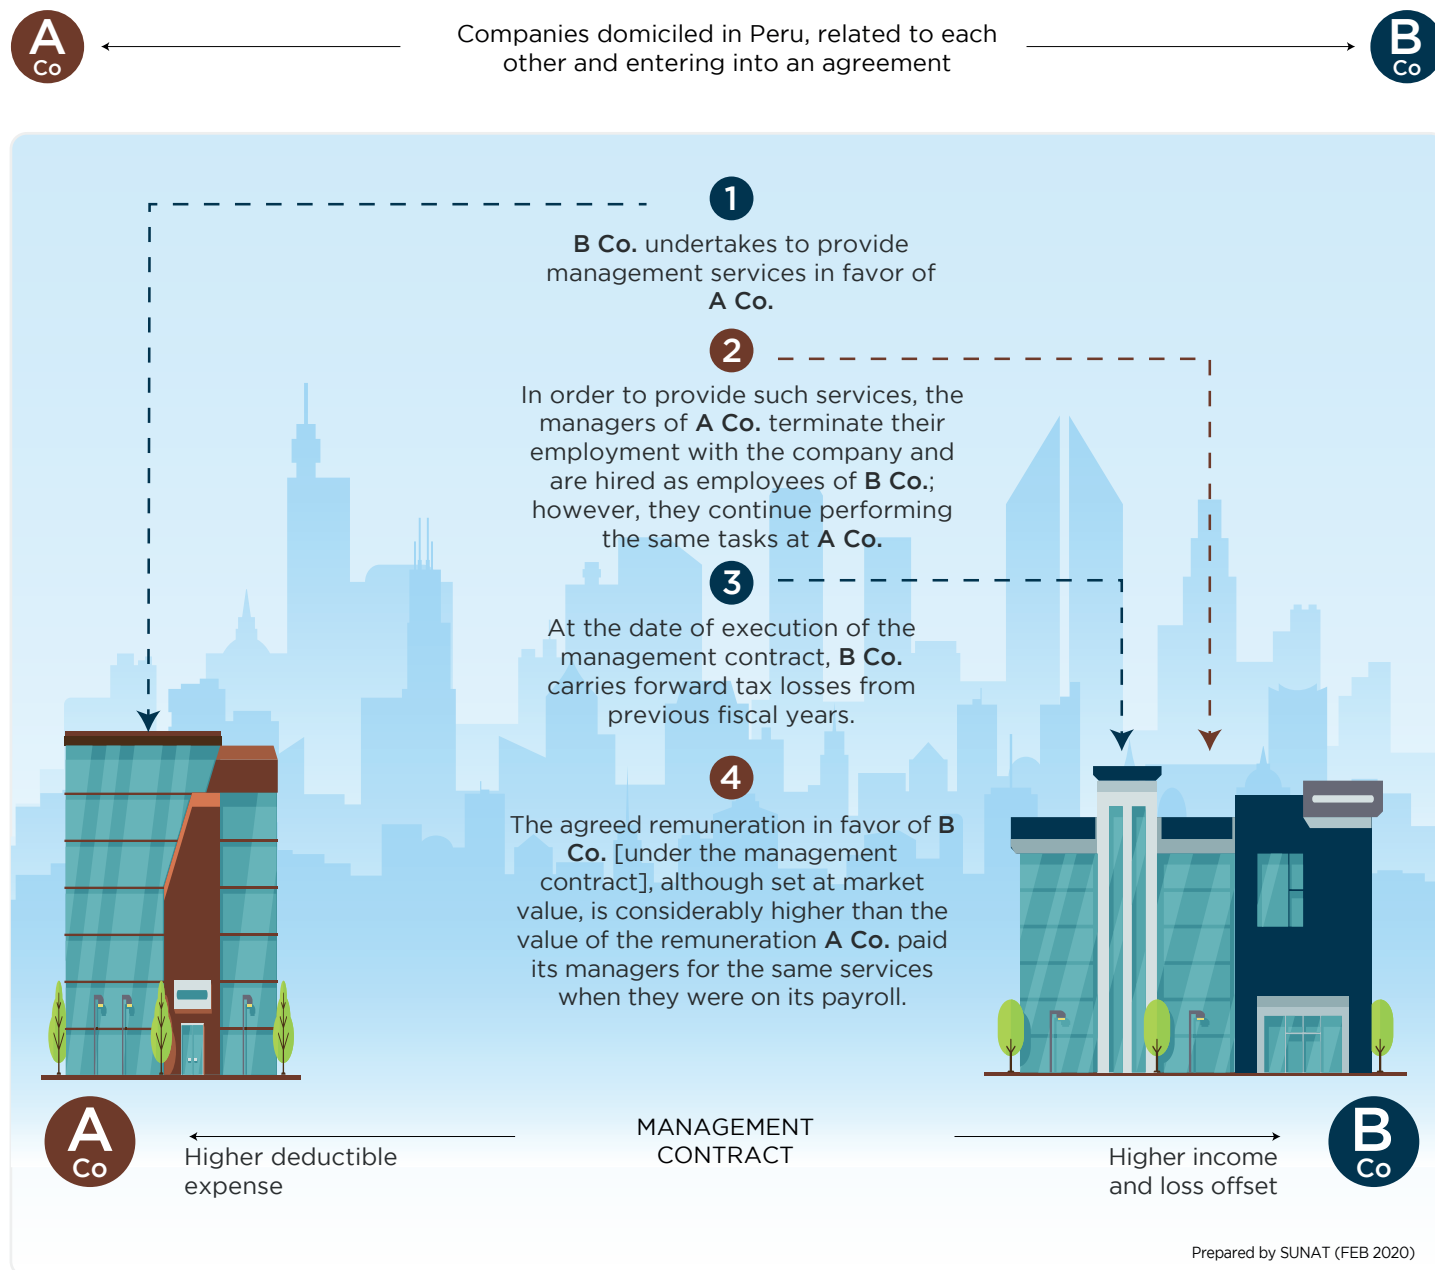 A
Co
Companies domiciled in Peru, related to each
other and entering into an agreement
B
Co
1
B Co. undertakes to provide
management services in favor of
A Co.
2
In order to provide such services, the
managers of A Co. terminate their
employment with the company and
are hired as employees of B Co.;
however, they continue performing
the same tasks at A Co.
3
At the date of execution of the
management contract, B Co.
carries forward tax losses from
previous fiscal years.
4
The agreed remuneration in favor of B
Co. [under the management
contract], although set at market
value, is considerably higher than the
value of the remuneration A Co. paid
its managers for the same services
when they were on its payroll.
A
Co
Higher deductible
expense
MANAGEMENT
CONTRACT
Higher income
and loss offset
B
Co
Prepared by SUNAT (FEB 2020)